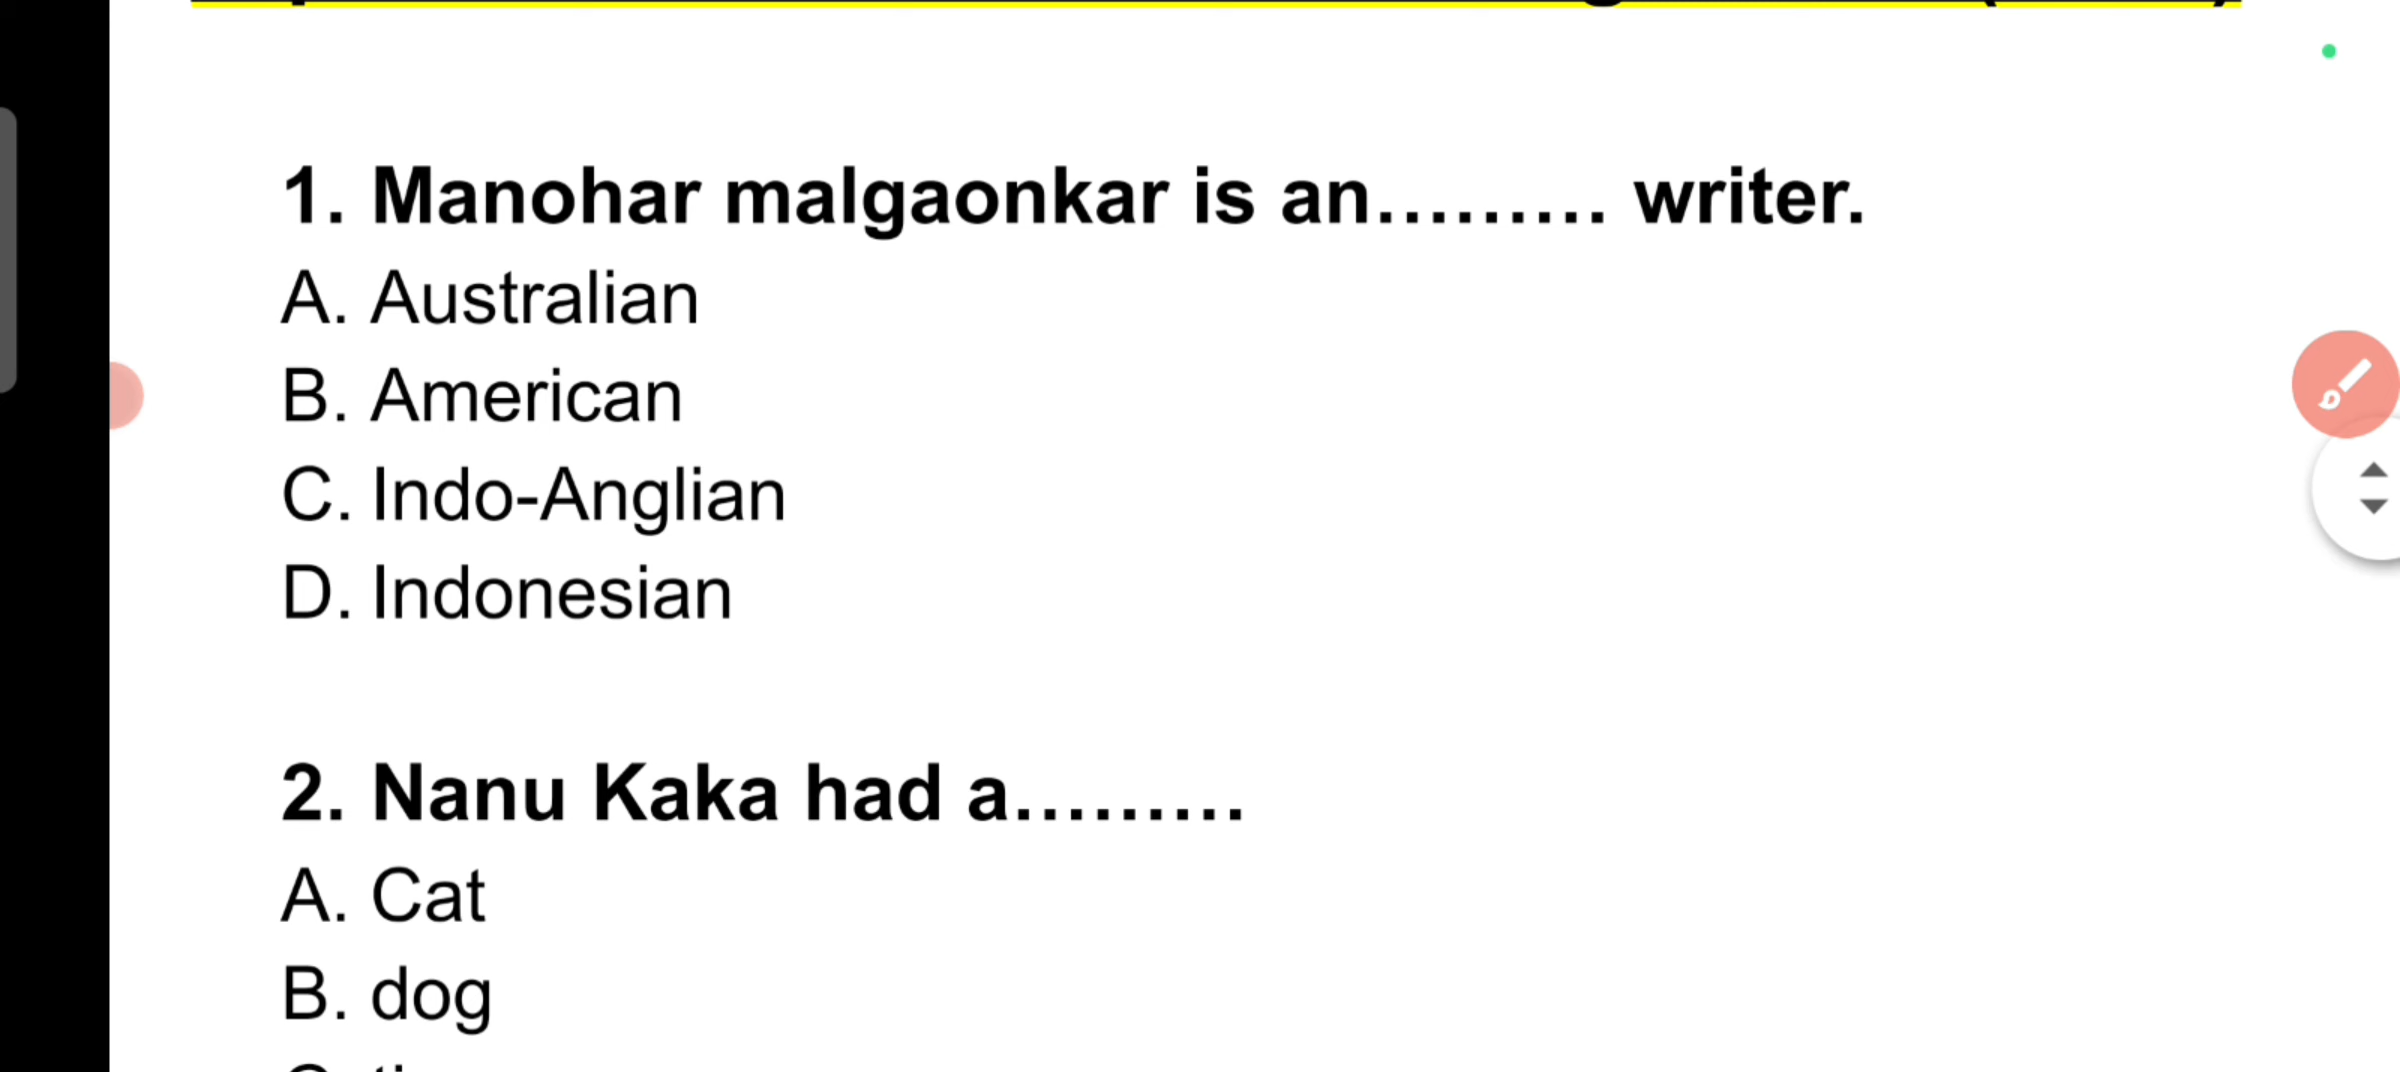 1. Manohar malgaonkar is an......... writer.
A. Australian
B. American
C. Indo-Anglian
D. Indonesian
2. Nanu Kaka had a.........
A. Cat
B. dog